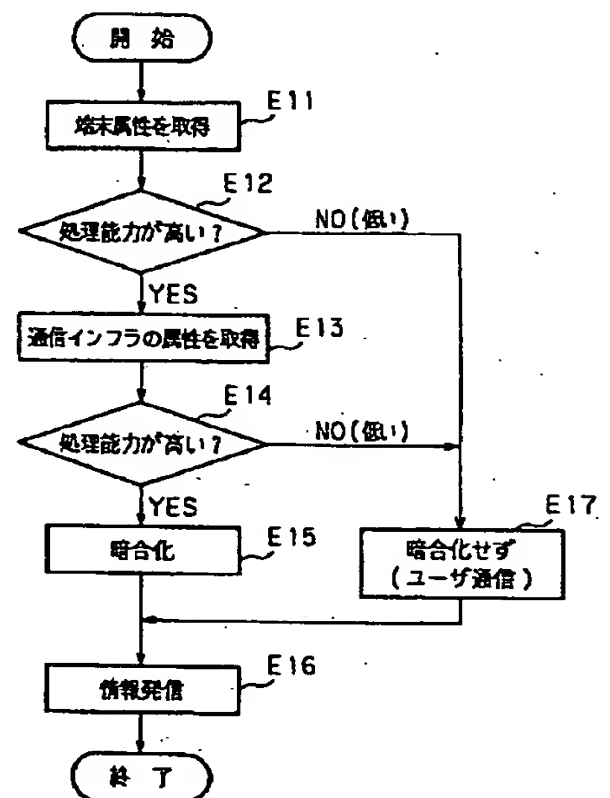 開 始
E11
端末属性を取得
E12
処理能力が高い?
NO(低い)
YES
E13
通信インフラの属性を取得
E14
処理能力が高い?
NO(低い)
YES
E15
暗合化
E17
暗合化せず
(ユーザ通信)
E16
情報発信
終 了